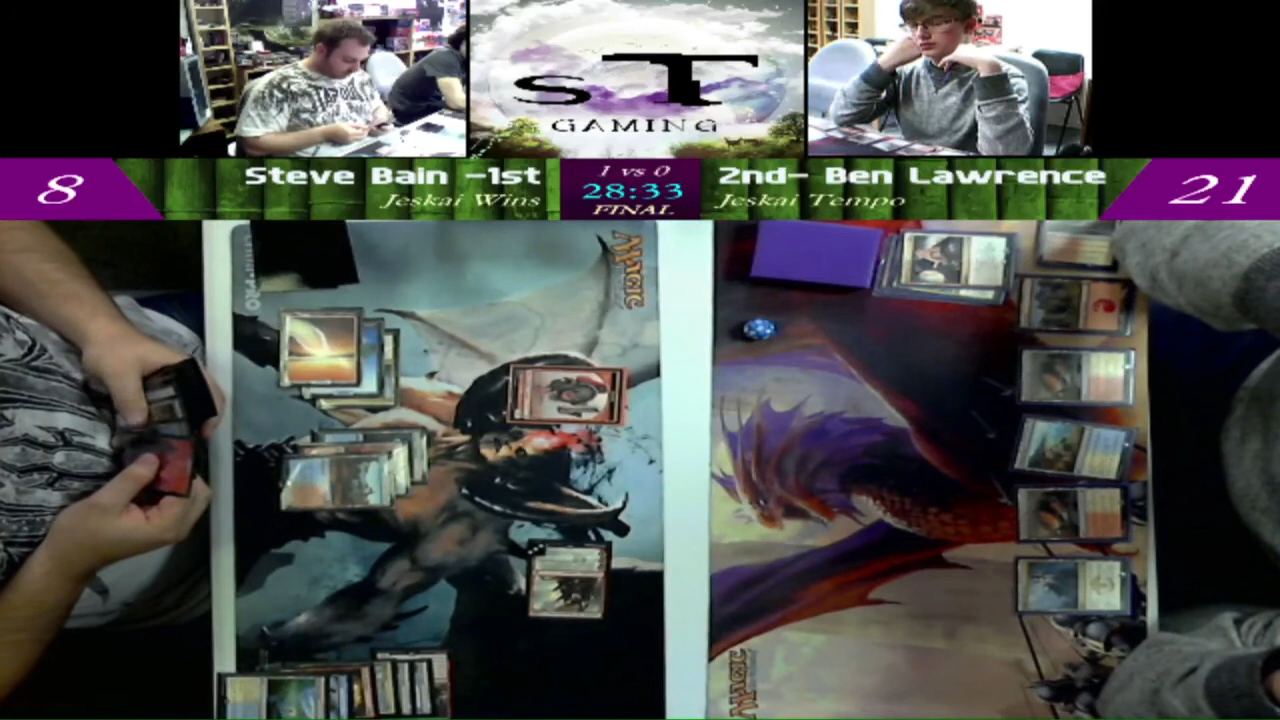 sT
GAMING
8
Steve Bain -1st
Jeskai Wins
1 vs 0
28:33
FINAL
2nd- Ben Lawrence
Jeskai Tempo
21
MAGIC
MAGIC